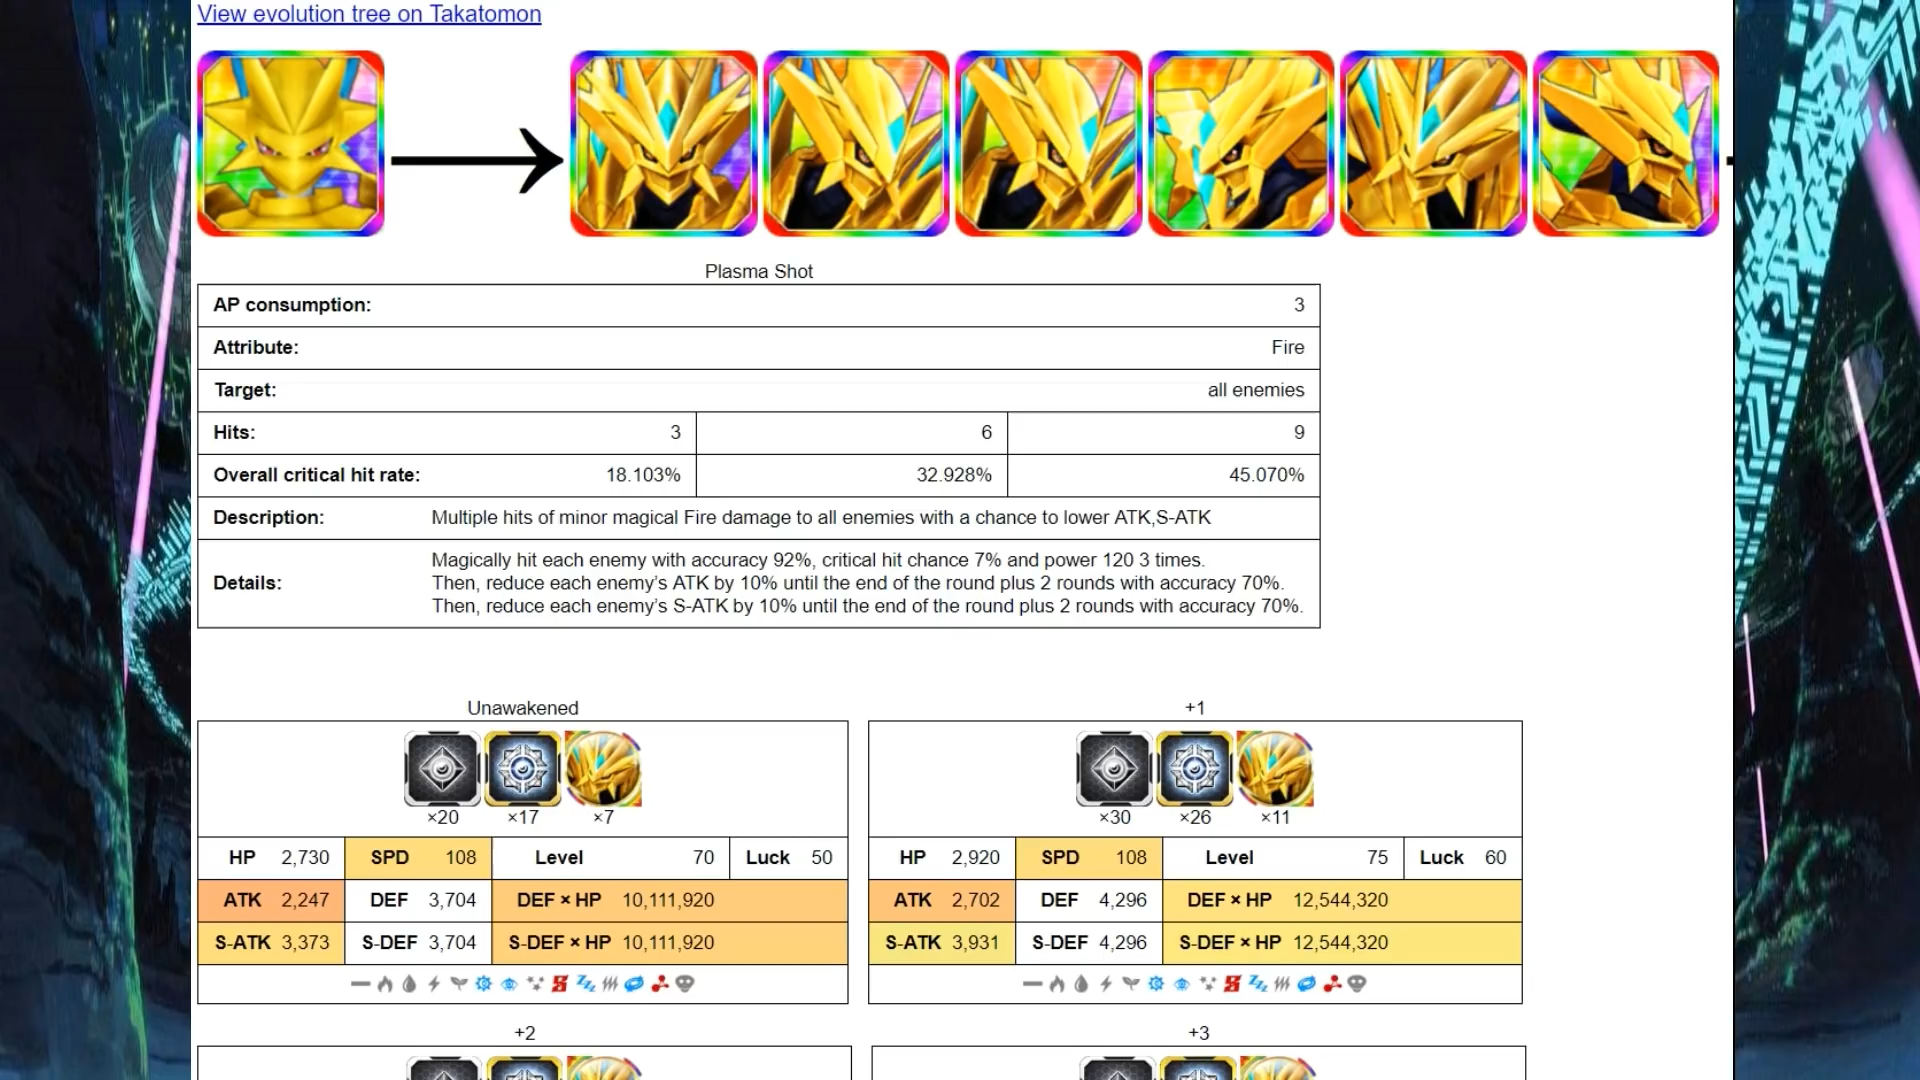 View evolution tree on Takatomon
Plasma Shot
AP consumption: 3
Attribute: Fire
Target: all enemies
Hits: 3 6 9
Overall critical hit rate: 18.103% 32.928% 45.070%
Description: Multiple hits of minor magical Fire damage to all enemies with a chance to lower ATK,S-ATK
Details: Magically hit each enemy with accuracy 92%, critical hit chance 7% and power 120 3 times.
Then, reduce each enemy’s ATK by 10% until the end of the round plus 2 rounds with accuracy 70%.
Then, reduce each enemy’s S-ATK by 10% until the end of the round plus 2 rounds with accuracy 70%.
Unawakened
×20 ×17 ×7
HP 2,730 SPD 108 Level 70 Luck 50
ATK 2,247 DEF 3,704 DEF × HP 10,111,920
S-ATK 3,373 S-DEF 3,704 S-DEF × HP 10,111,920
+1
×30 ×26 ×11
HP 2,920 SPD 108 Level 75 Luck 60
ATK 2,702 DEF 4,296 DEF × HP 12,544,320
S-ATK 3,931 S-DEF 4,296 S-DEF × HP 12,544,320
+2
+3